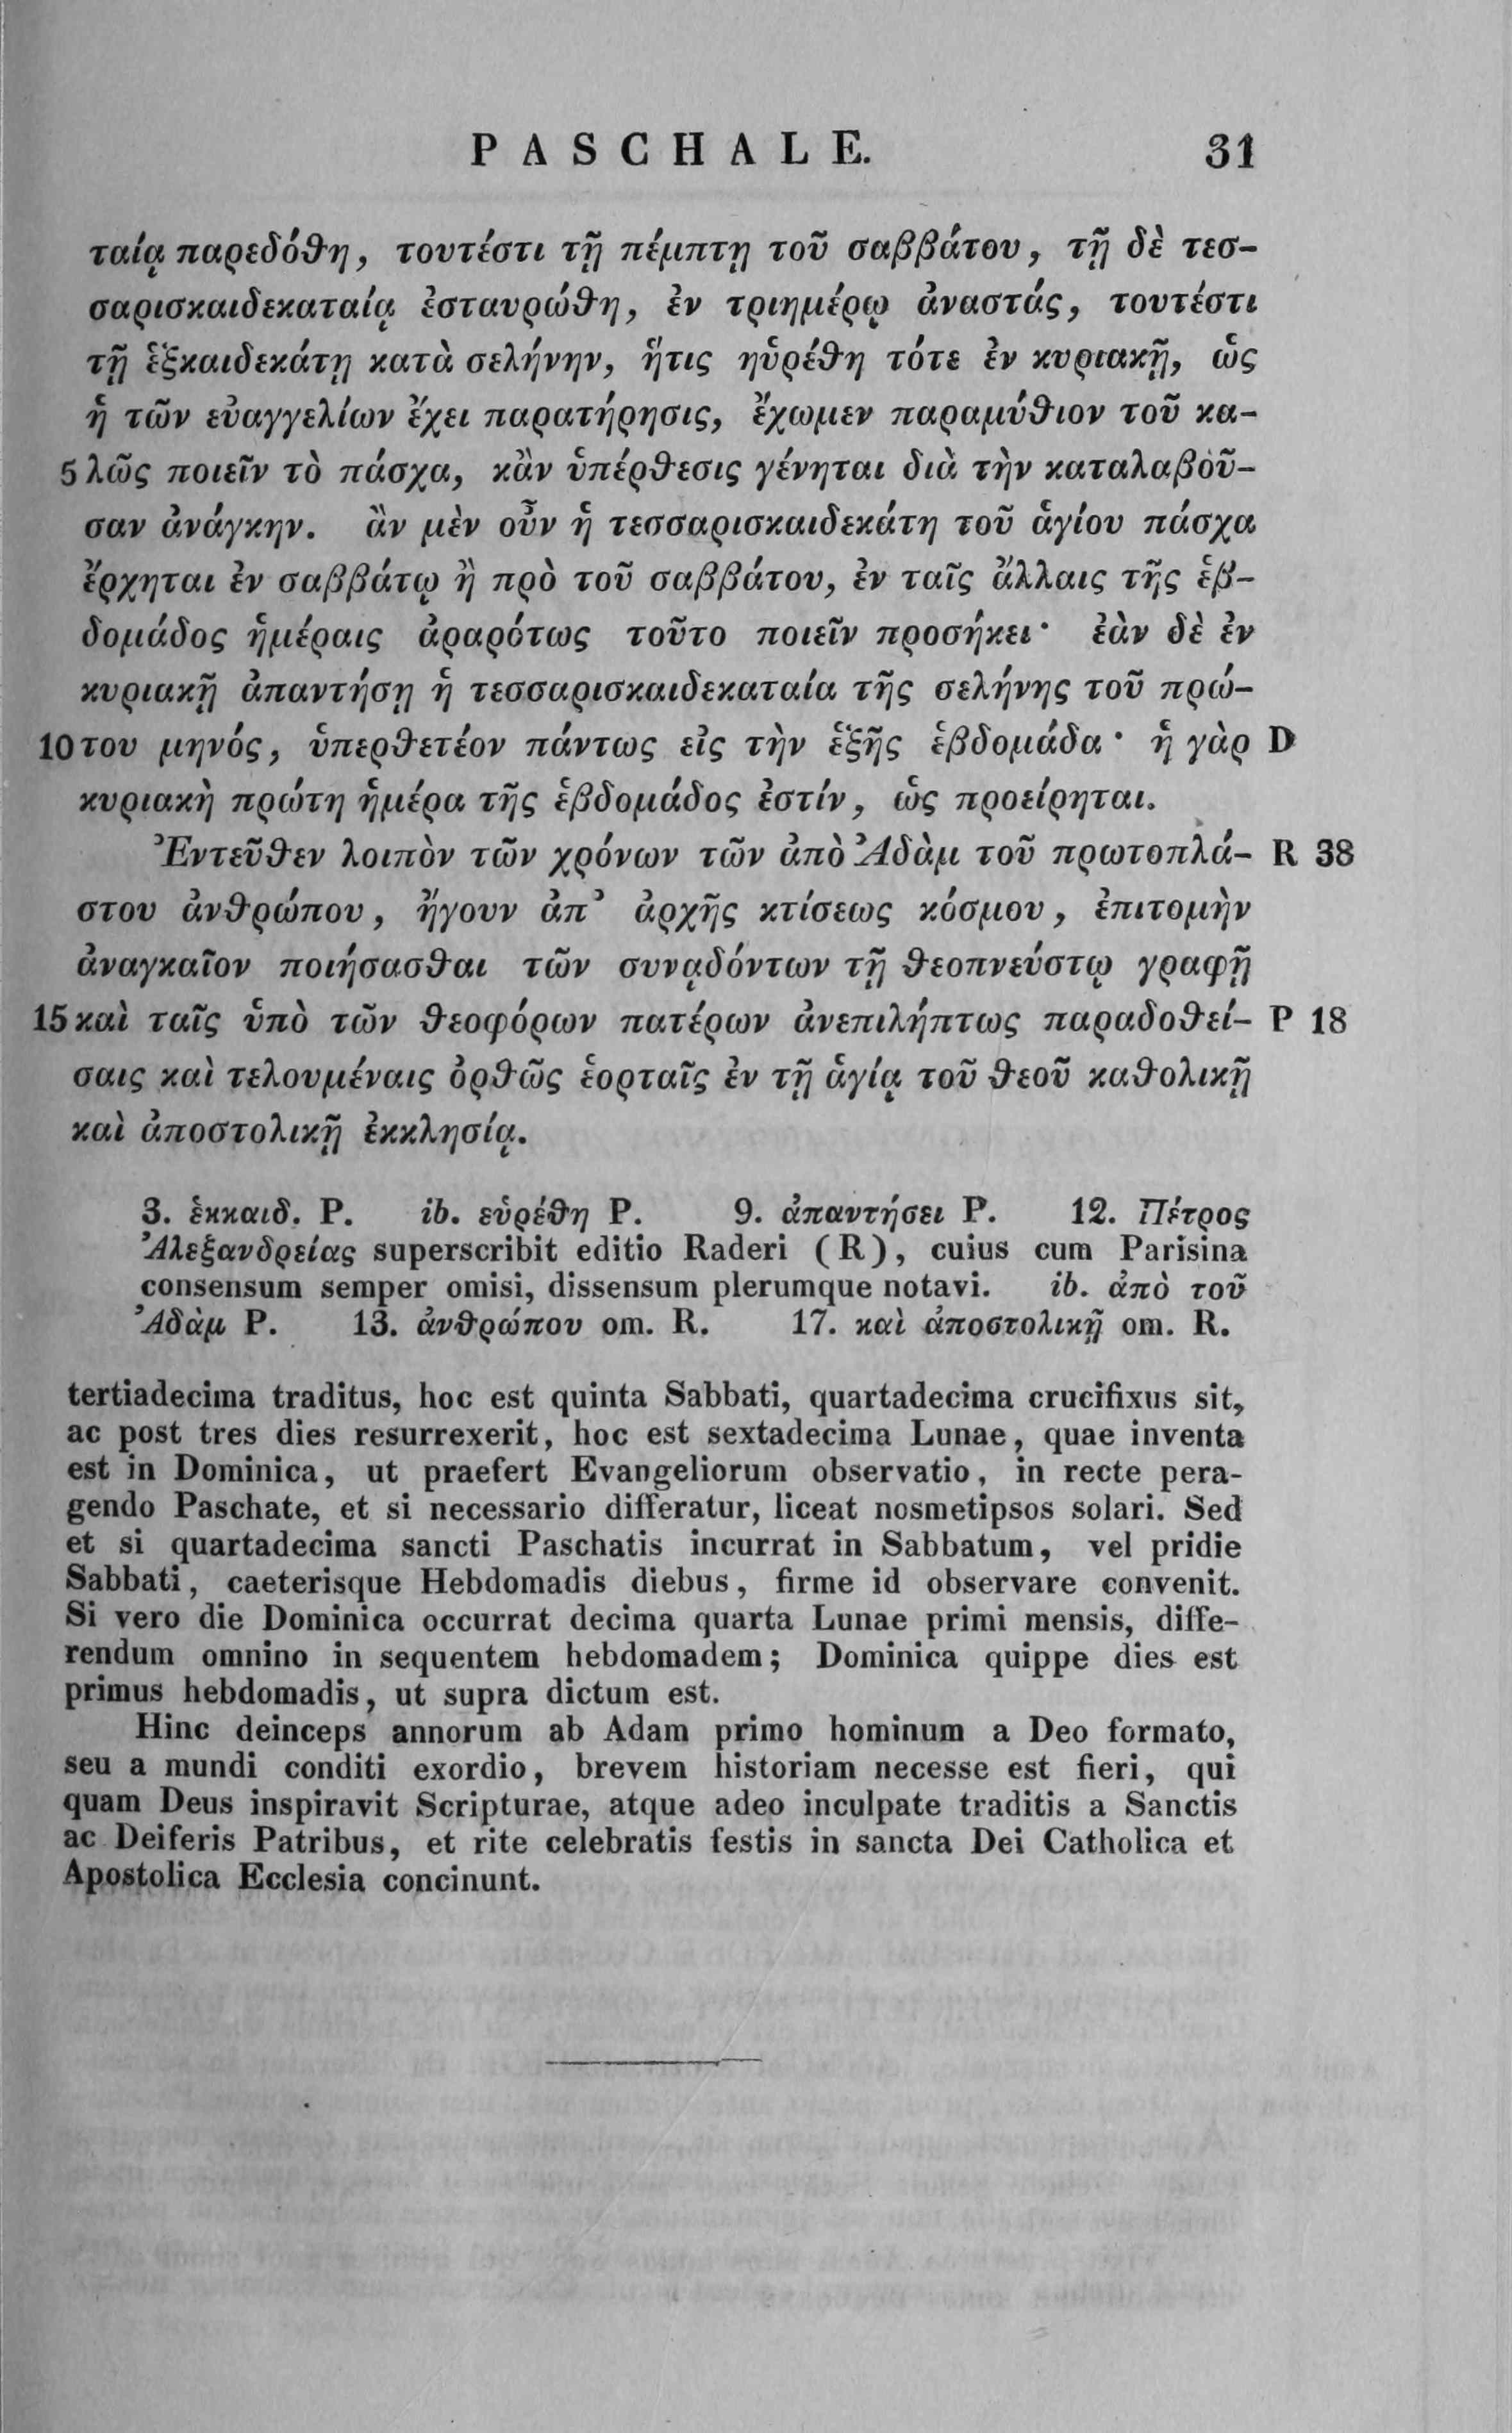 PASCHALE. 31
ταίᾳ παρεδόθη, τουτέστι τῇ πέμπτῃ τοῦ σαββάτου, τῇ δὲ τεσ-
σαρισκαιδεκαταίᾳ ἐσταυρώθη, ἐν τριημέρῳ ἀναστάς, τουτέστι
τῇ ἑξκαιδεκάτῃ κατὰ σελήνην, ἥτις ηὑρέθη τότε ἐν κυριακῇ, ὡς
ἡ τῶν εὐαγγελίων ἔχει παρατήρησις, ἔχωμεν παραμύθιον τοῦ κα-
5 λῶς ποιεῖν τὸ πάσχα, κἂν ὑπέρθεσις γένηται διὰ τὴν καταλαβοῦ-
σαν ἀνάγκην. ἂν μὲν οὖν ἡ τεσσαρισκαιδεκάτη τοῦ ἁγίου πάσχα
ἔρχηται ἐν σαββάτῳ ἢ πρὸ τοῦ σαββάτου, ἐν ταῖς ἄλλαις τῆς ἑβ-
δομάδος ἡμέραις ἀραρότως τοῦτο ποιεῖν προσήκει· ἐὰν δὲ ἐν
κυριακῇ ἀπαντήσῃ ἡ τεσσαρισκαιδεκαταία τῆς σελήνης τοῦ πρώ-
10 του μηνός, ὑπερθετέον πάντως εἰς τὴν ἑξῆς ἑβδομάδα· ἡ γὰρ D
κυριακὴ πρώτη ἡμέρα τῆς ἑβδομάδος ἐστίν, ὡς προείρηται.
Ἐντεῦθεν λοιπὸν τῶν χρόνων τῶν ἀπὸ Ἀδὰμ τοῦ πρωτοπλά- R 38
στου ἀνθρώπου, ἤγουν ἀπ’ ἀρχῆς κτίσεως κόσμου, ἐπιτομὴν
ἀναγκαῖον ποιήσασθαι τῶν συνᾳδόντων τῇ θεοπνεύστῳ γραφῇ
15 καὶ ταῖς ὑπὸ τῶν θεοφόρων πατέρων ἀνεπιλήπτως παραδοθεί- P 18
σαις καὶ τελουμέναις ὀρθῶς ἑορταῖς ἐν τῇ ἁγίᾳ τοῦ θεοῦ καθολικῇ
καὶ ἀποστολικῇ ἐκκλησίᾳ.
3. ἑκκαιδ. P. ib. εὑρέθη P. 9. ἀπαντήσει P. 12. Πέτρος
Ἀλεξανδρείας superscribit editio Raderi (R), cuius cum Parisina
consensum semper omisi, dissensum plerumque notavi. ib. ἀπὸ τοῦ
Ἀδὰμ P. 13. ἀνθρώπου om. R. 17. καὶ ἀποστολικῇ om. R.
tertiadecima traditus, hoc est quinta Sabbati, quartadecima crucifixus sit,
ac post tres dies resurrexerit, hoc est sextadecima Lunae, quae inventa
est in Dominica, ut praefert Evangeliorum observatio, in recte pera-
gendo Paschate, et si necessario differatur, liceat nosmetipsos solari. Sed
et si quartadecima sancti Paschatis incurrat in Sabbatum, vel pridie
Sabbati, caeterisque Hebdomadis diebus, firme id observare convenit.
Si vero die Dominica occurrat decima quarta Lunae primi mensis, diffe-
rendum omnino in sequentem hebdomadem; Dominica quippe dies est
primus hebdomadis, ut supra dictum est.
Hinc deinceps annorum ab Adam primo hominum a Deo formato,
seu a mundi conditi exordio, brevem historiam necesse est fieri, qui
quam Deus inspiravit Scripturae, atque adeo inculpate traditis a Sanctis
ac Deiferis Patribus, et rite celebratis festis in sancta Dei Catholica et
Apostolica Ecclesia concinunt.